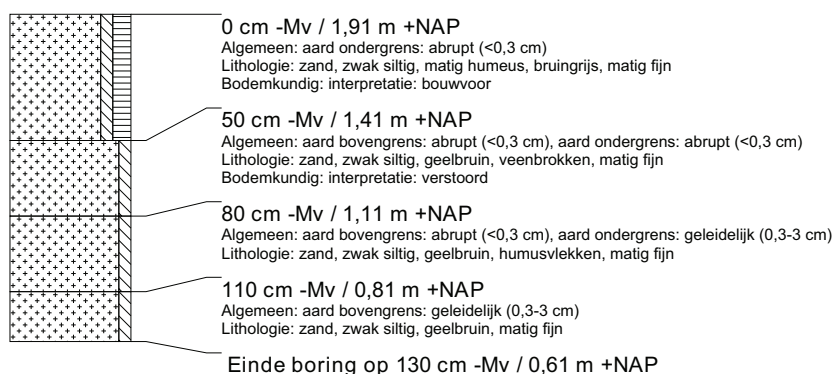 0 cm -Mv / 1,91 m +NAP
Algemeen: aard ondergrens: abrupt (<0,3 cm)
Lithologie: zand, zwak siltig, matig humeus, bruingrijs, matig fijn
Bodemkundig: interpretatie: bouwvoor
50 cm -Mv / 1,41 m +NAP
Algemeen: aard bovengrens: abrupt (<0,3 cm), aard ondergrens: abrupt (<0,3 cm)
Lithologie: zand, zwak siltig, geelbruin, veenbrokken, matig fijn
Bodemkundig: interpretatie: verstoord
80 cm -Mv / 1,11 m +NAP
Algemeen: aard bovengrens: abrupt (<0,3 cm), aard ondergrens: geleidelijk (0,3-3 cm)
Lithologie: zand, zwak siltig, geelbruin, humusvlekken, matig fijn
110 cm -Mv / 0,81 m +NAP
Algemeen: aard bovengrens: geleidelijk (0,3-3 cm)
Lithologie: zand, zwak siltig, geelbruin, matig fijn
Einde boring op 130 cm -Mv / 0,61 m +NAP